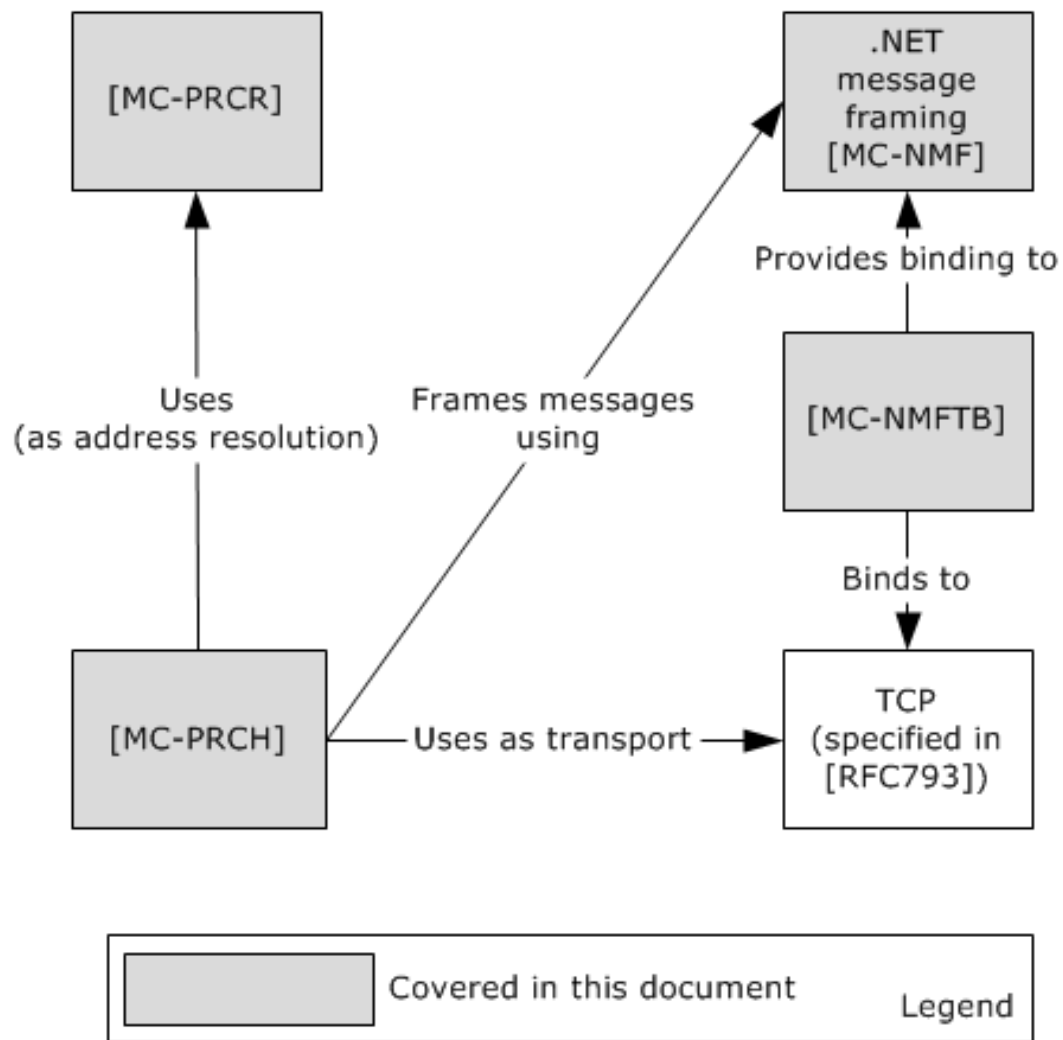 [MC-PRCR]
.NET
message
framing
[MC-NMF]
Provides binding to
Uses
(as address resolution)
Frames messages
using
[MC-NMFTB]
Binds to
[MC-PRCH]
Uses as transport
TCP
(specified in
[RFC793])
Covered in this document
Legend